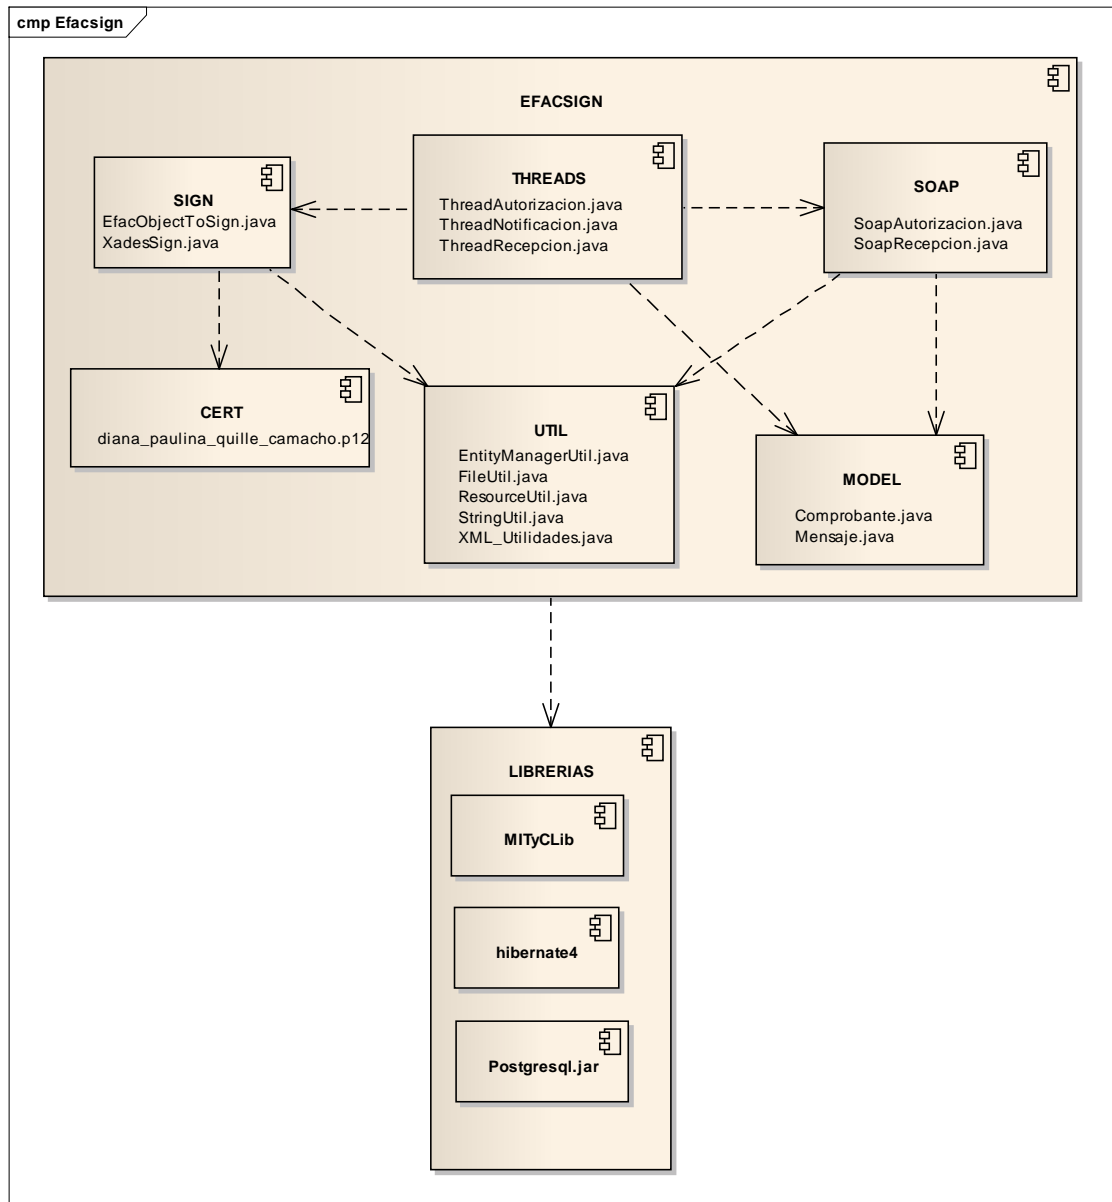 cmp Efacsign
EFACSIGN
SIGN
EfacObjectToSign.java
XadesSign.java
THREADS
ThreadAutorizacion.java
ThreadNotificacion.java
ThreadRecepcion.java
SOAP
SoapAutorizacion.java
SoapRecepcion.java
CERT
diana_paulina_quille_camacho.p12
UTIL
EntityManagerUtil.java
FileUtil.java
ResourceUtil.java
StringUtil.java
XML_Utilidades.java
MODEL
Comprobante.java
Mensaje.java
LIBRERIAS
MITyCLib
hibernate4
Postgresql.jar